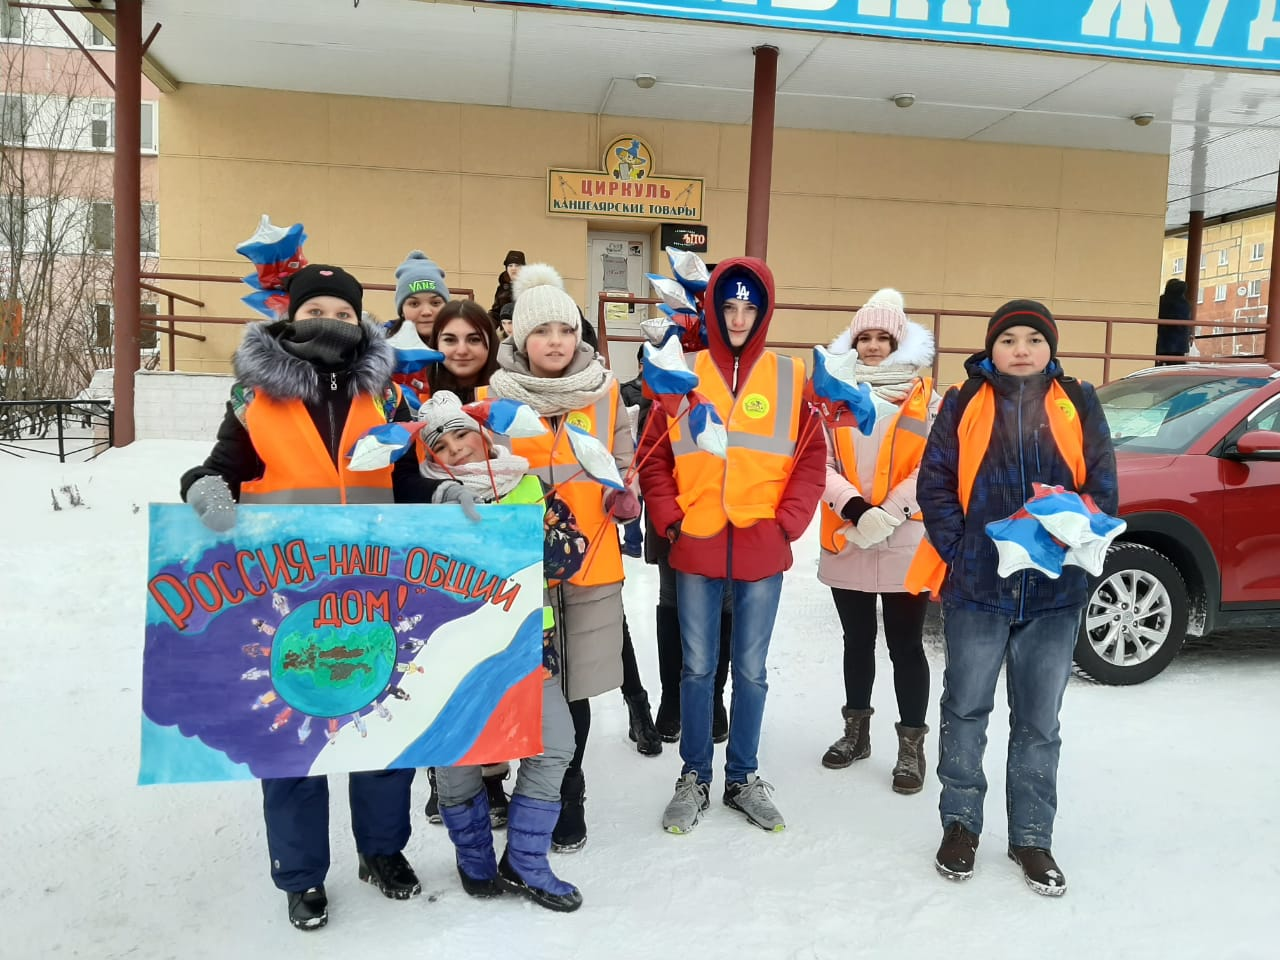 Ж/Д
ЦИРКУЛЬ
КАНЦЕЛЯРСКИЕ ТОВАРЫ
VANS
LA
РОССИЯ-НАШ ОБЩИЙ
ДОМ!"